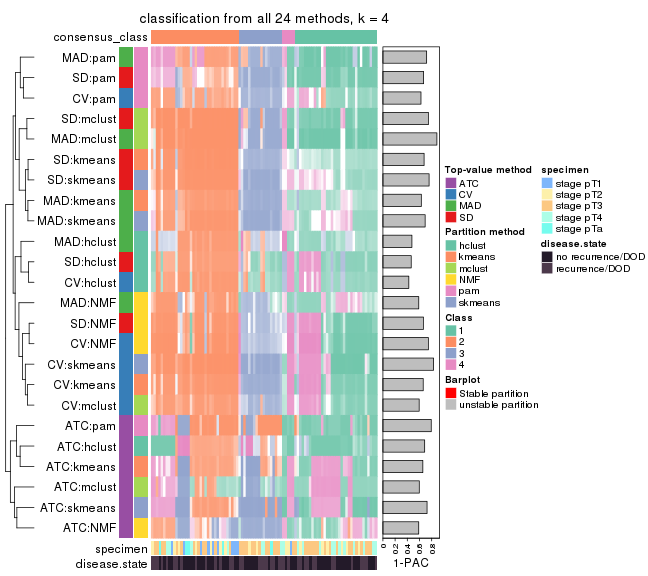 classification from all 24 methods, k = 4
consensus_class
MAD:pam
SD:pam
CV:pam
SD:mclust
MAD:mclust
SD:kmeans
SD:skmeans
MAD:kmeans
MAD:skmeans
MAD:hclust
SD:hclust
CV:hclust
MAD:NMF
SD:NMF
CV:NMF
CV:skmeans
CV:kmeans
CV:mclust
ATC:pam
ATC:hclust
ATC:kmeans
ATC:mclust
ATC:skmeans
ATC:NMF
specimen
disease.state
0 0.2 0.4 0.6 0.8
1-PAC
Top-value method
ATC
CV
MAD
SD
Partition method
hclust
kmeans
mclust
NMF
pam
skmeans
Class
1
2
3
4
Barplot
Stable partition
unstable partition
specimen
stage pT1
stage pT2
stage pT3
stage pT4
stage pTa
disease.state
no recurrence/DOD
recurrence/DOD